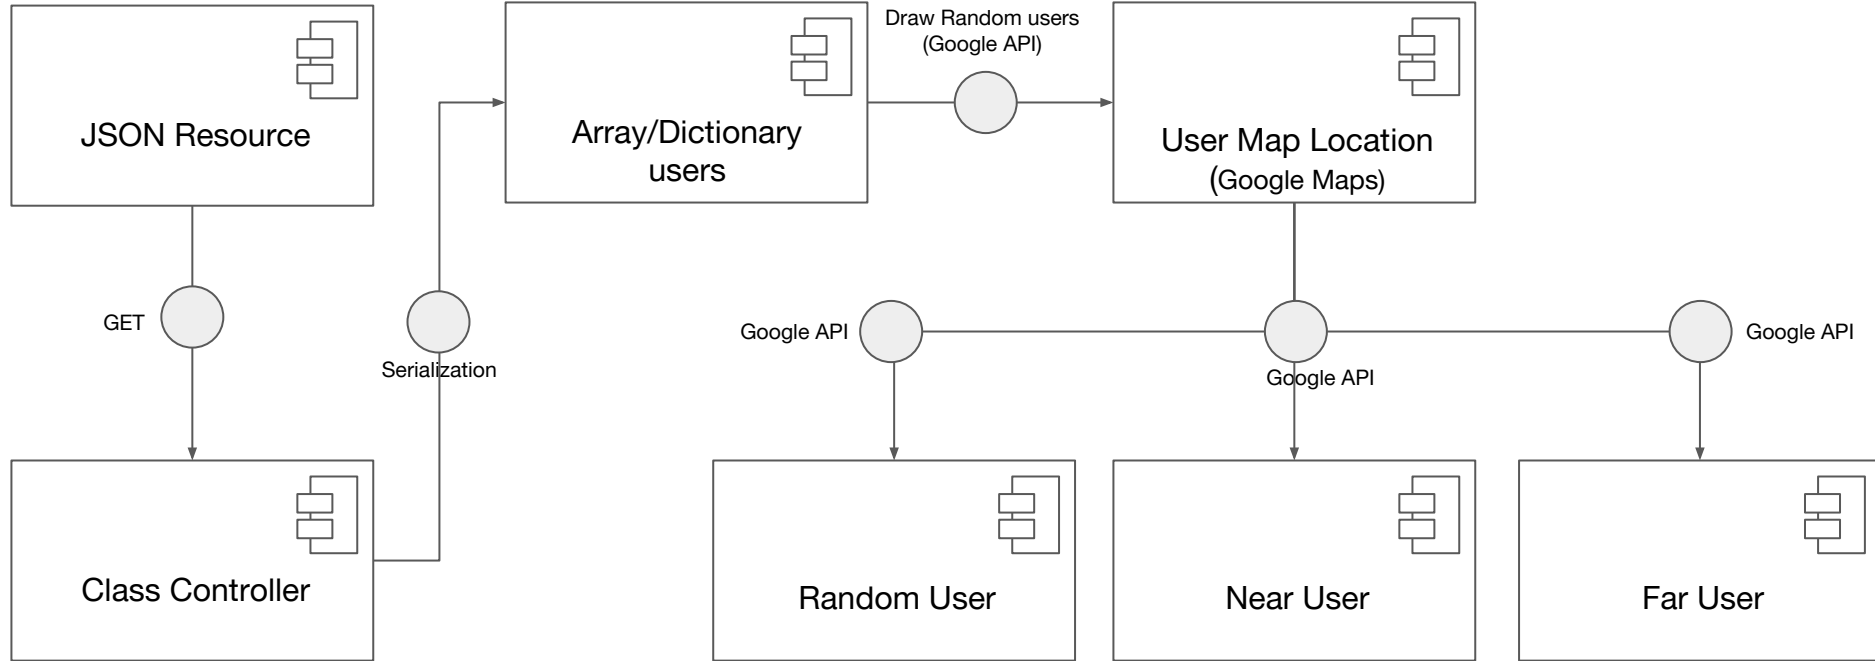 Draw Random users
(Google API)
JSON Resource
Array/Dictionary
users
User Map Location
(Google Maps)
GET
Serialization
Google API
Google API
Google API
Class Controller
Random User
Near User
Far User